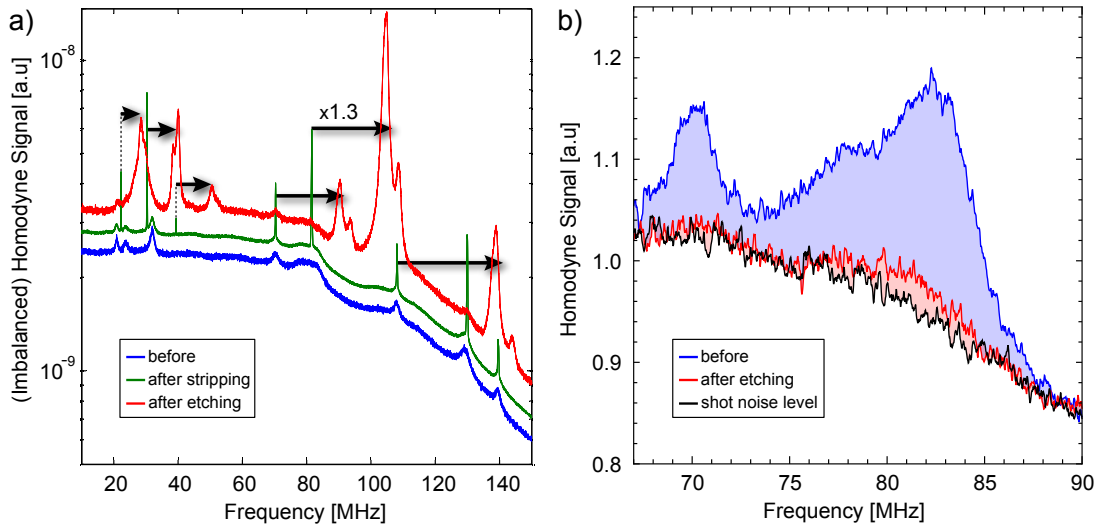 a)
(Imbalanced) Homodyne Signal [a.u]
10⁻⁸
10⁻⁹
x1.3
before
after stripping
after etching
20 40 60 80 100 120 140
Frequency [MHz]
b)
Homodyne Signal [a.u]
1.2
1.1
1.0
0.9
0.8
before
after etching
shot noise level
70 75 80 85 90
Frequency [MHz]